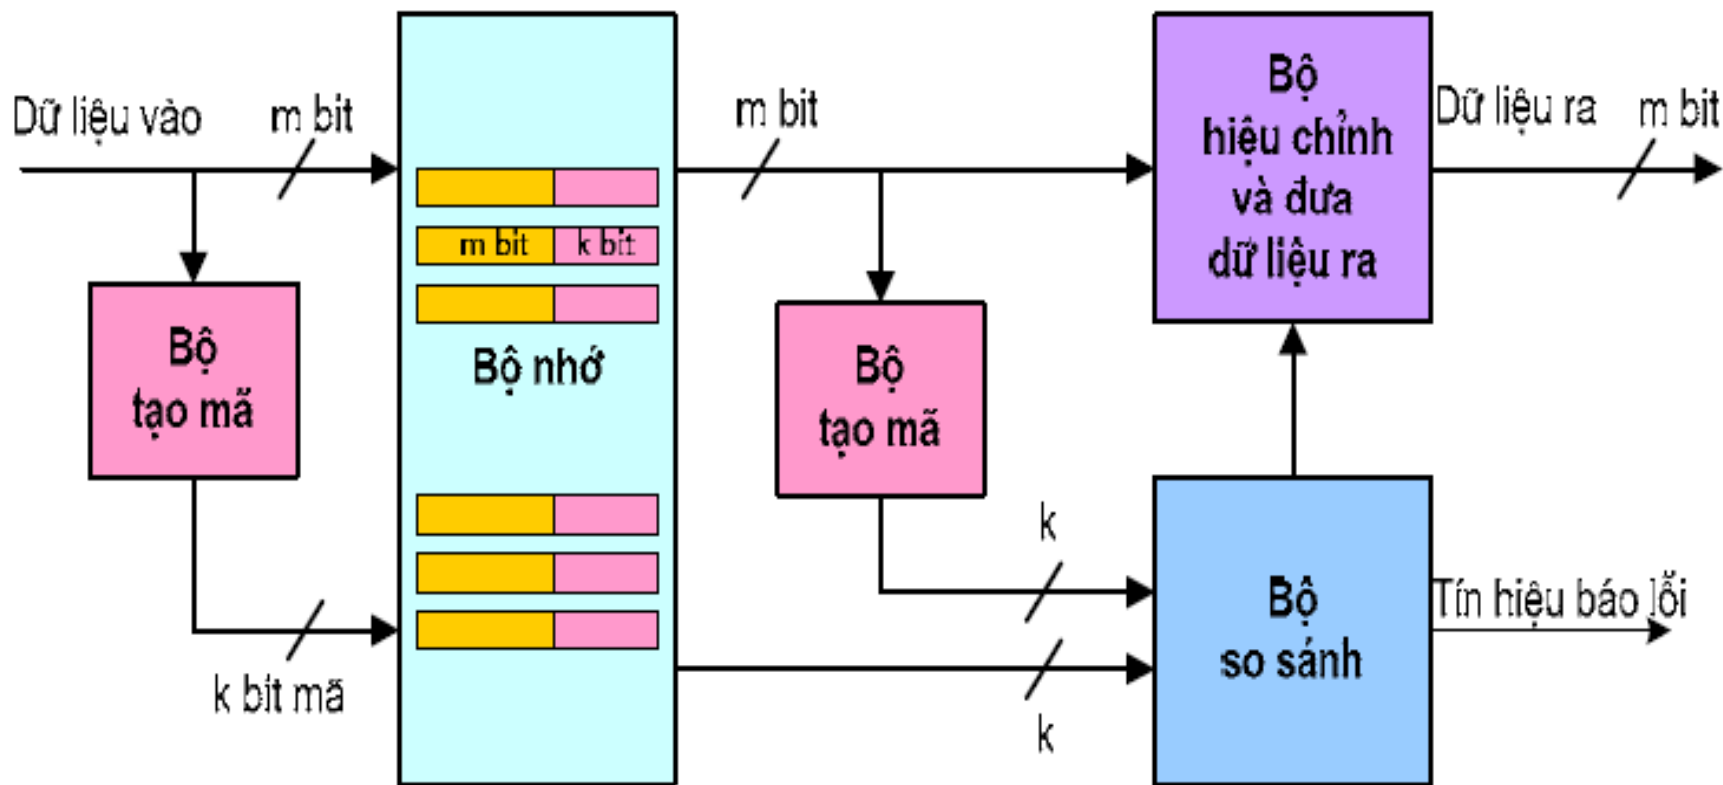 Dữ liệu vào
m bit
m bit
Bộ
hiệu chỉnh
và đưa
dữ liệu ra
Dữ liệu ra
m bit
m bit
k bit
Bộ
tạo mã
Bộ nhớ
Bộ
tạo mã
k
k bit mã
k
Bộ
so sánh
Tín hiệu báo lỗi